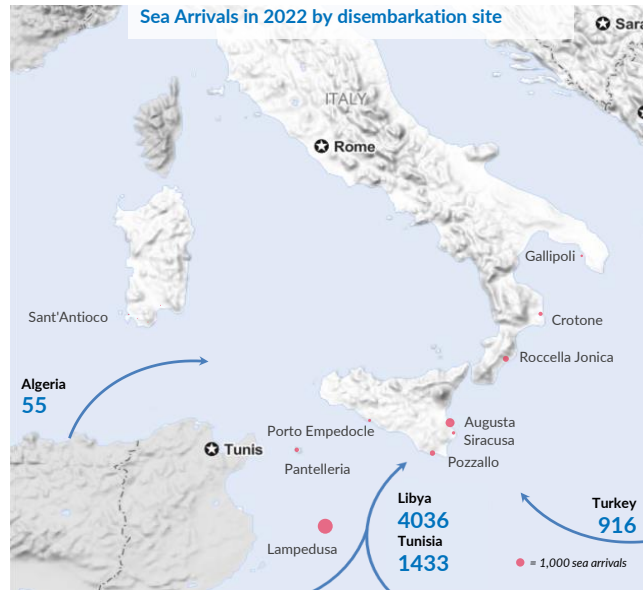 Sea Arrivals in 2022 by disembarkation site
Sara
ITALY
Rome
Gallipoli
Sant'Antioco
Crotone
Roccella Jonica
Algeria
55
Augusta
Porto Empedocle
Siracusa
Tunis
Pozzallo
Pantelleria
Libya
4036
Turkey
916
Tunisia
1433
Lampedusa
= 1,000 sea arrivals